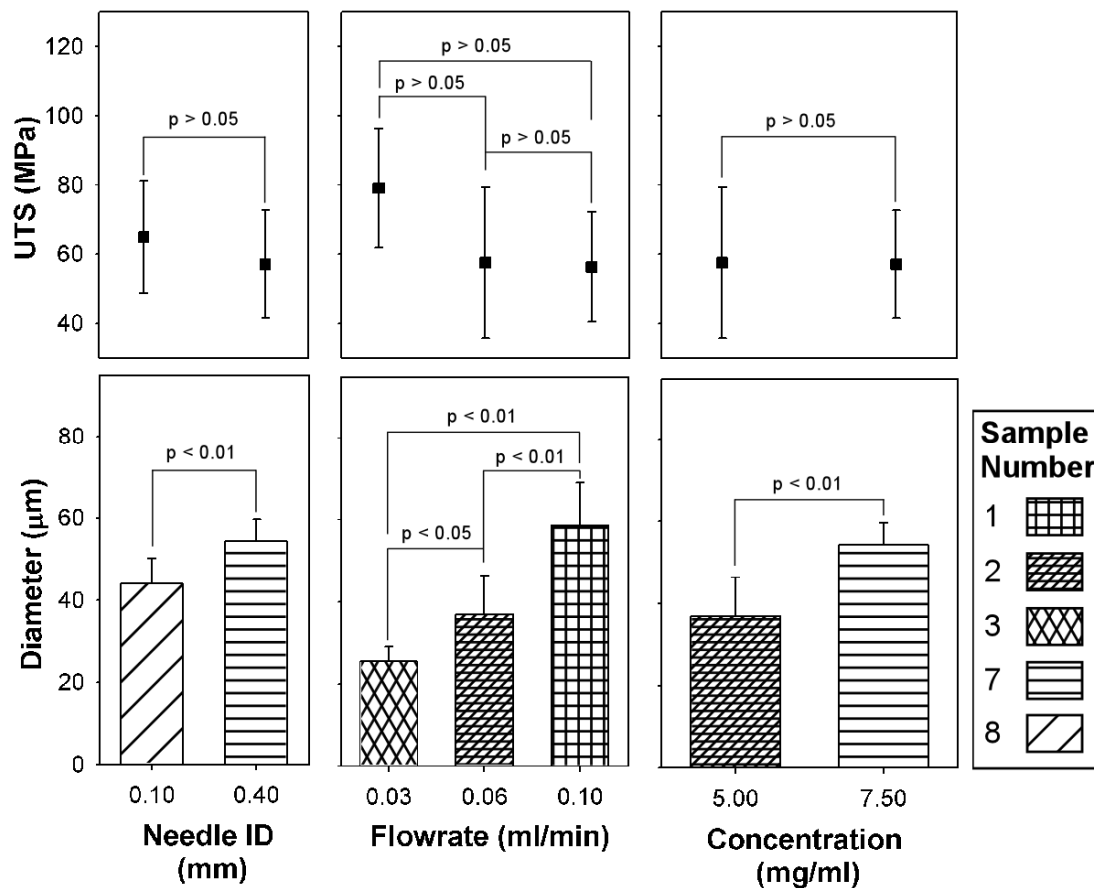 UTS (MPa)
120
100
80
60
40
p > 0.05
p > 0.05
p > 0.05
p > 0.05
p > 0.05
Diameter (μm)
80
60
40
20
0
p < 0.01
p < 0.01
p < 0.01
p < 0.05
p < 0.01
0.10 0.40
Needle ID
(mm)
0.03 0.06 0.10
Flowrate (ml/min)
5.00 7.50
Concentration
(mg/ml)
Sample
Number
1
2
3
7
8